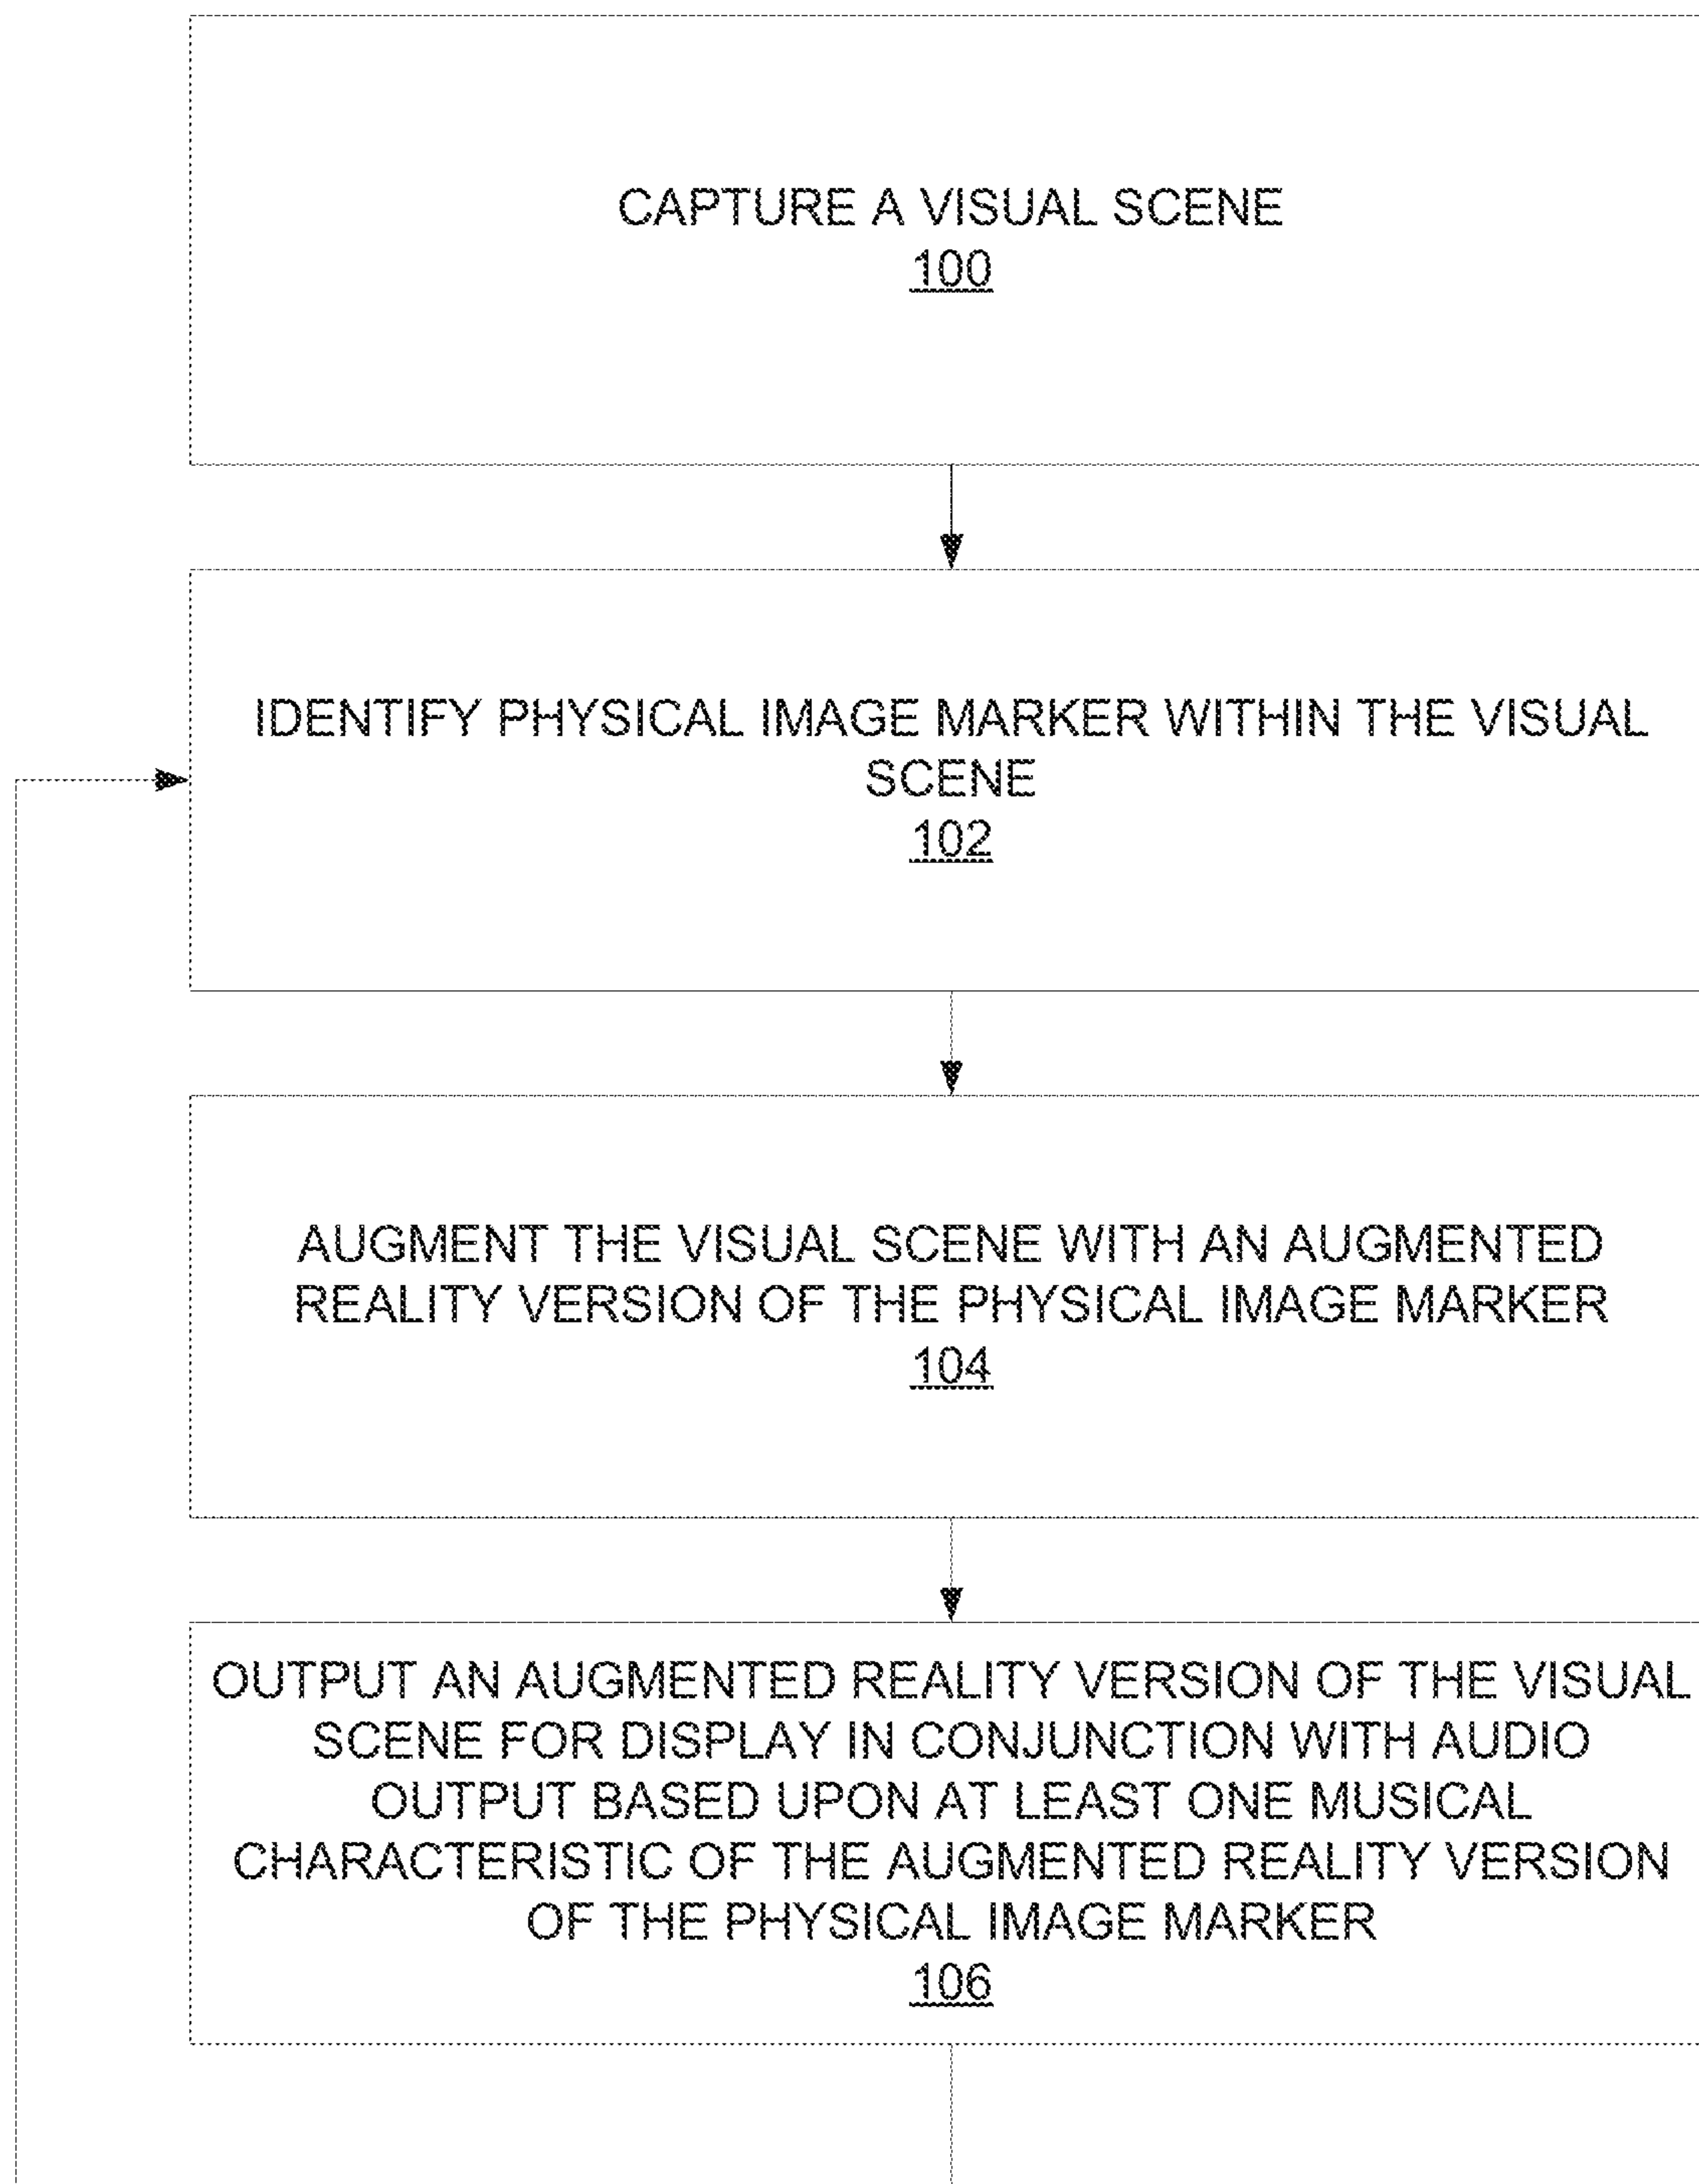 CAPTURE A VISUAL SCENE
100
IDENTIFY PHYSICAL IMAGE MARKER WITHIN THE VISUAL
SCENE
102
AUGMENT THE VISUAL SCENE WITH AN AUGMENTED
REALITY VERSION OF THE PHYSICAL IMAGE MARKER
104
OUTPUT AN AUGMENTED REALITY VERSION OF THE VISUAL
SCENE FOR DISPLAY IN CONJUNCTION WITH AUDIO
OUTPUT BASED UPON AT LEAST ONE MUSICAL
CHARACTERISTIC OF THE AUGMENTED REALITY VERSION
OF THE PHYSICAL IMAGE MARKER
106